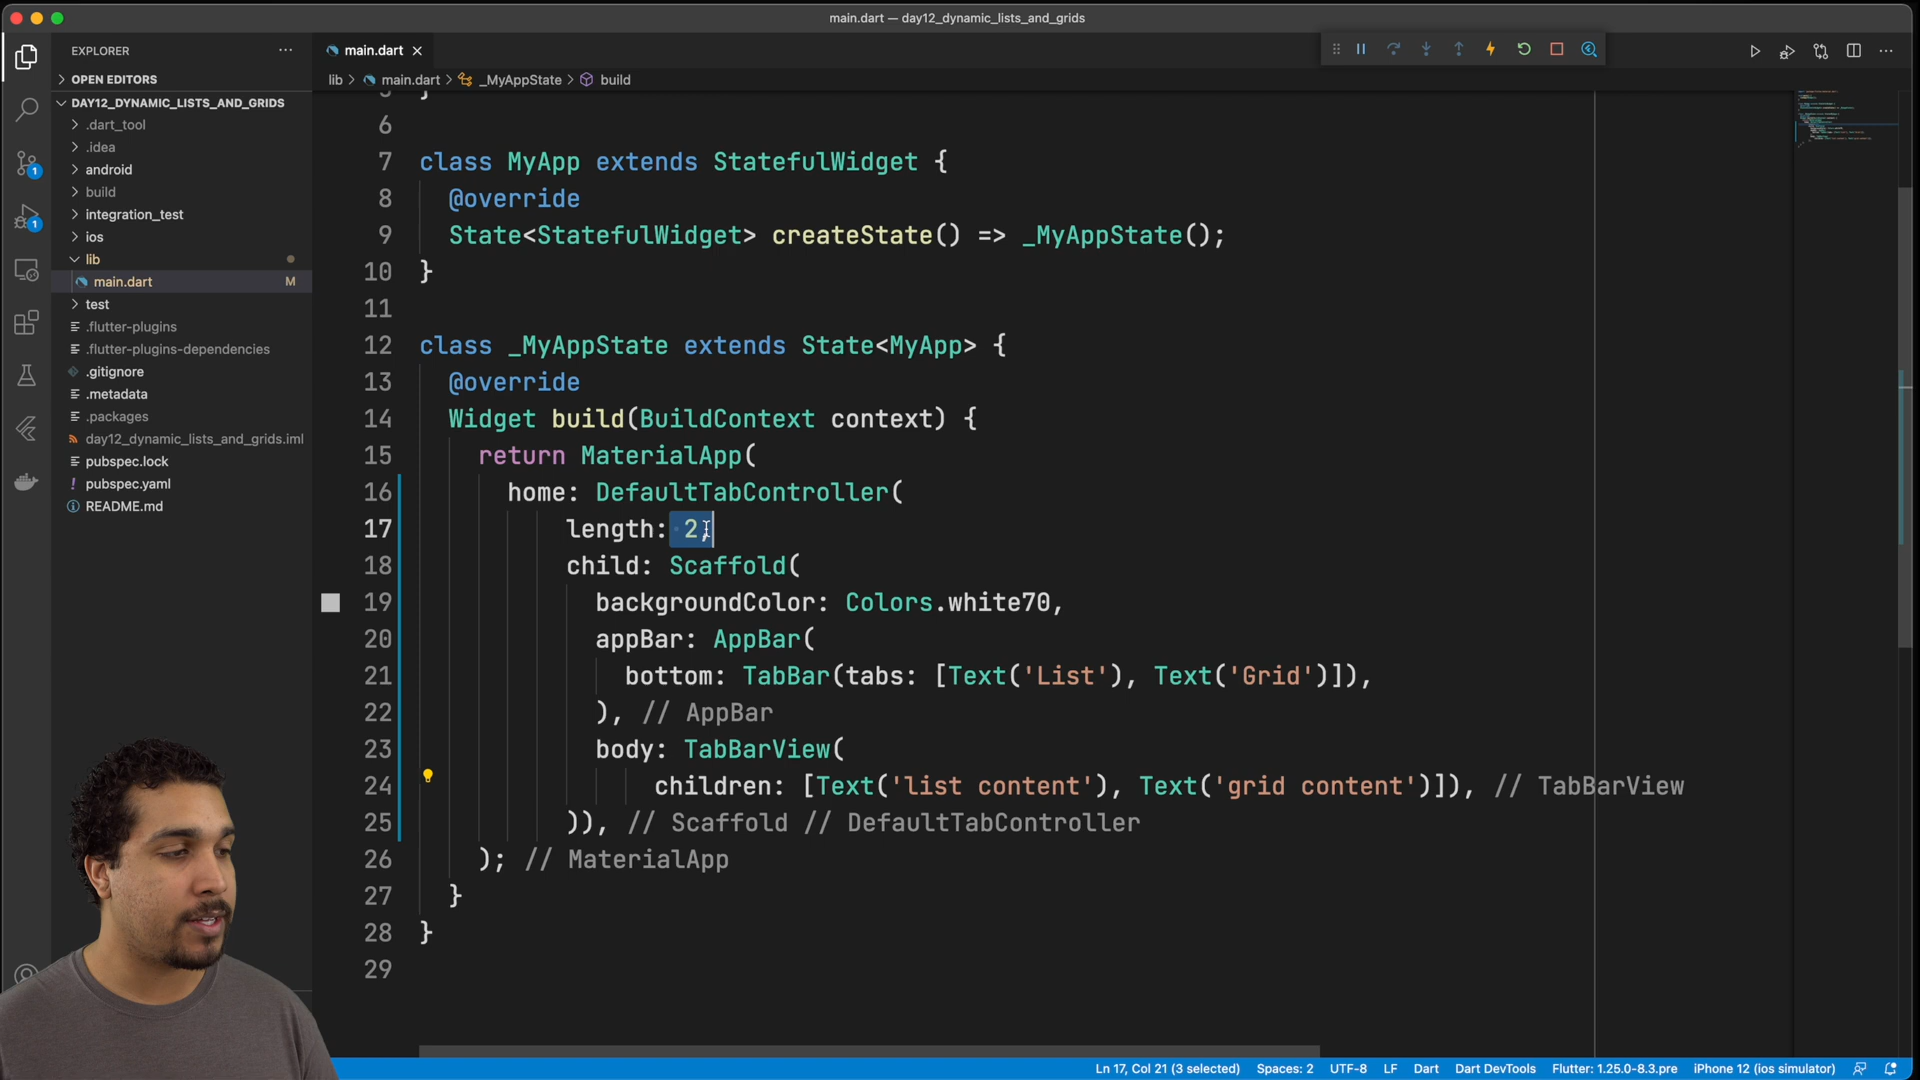 main.dart — day12_dynamic_lists_and_grids
EXPLORER
main.dart
OPEN EDITORS
lib > main.dart > _MyAppState > build
DAY12_DYNAMIC_LISTS_AND_GRIDS
.dart_tool
.idea
android
build
integration_test
ios
lib
main.dart M
test
.flutter-plugins
.flutter-plugins-dependencies
.gitignore
.metadata
.packages
day12_dynamic_lists_and_grids.iml
pubspec.lock
pubspec.yaml
README.md
1
1
5 }
6
7 class MyApp extends StatefulWidget {
8 @override
9 State<StatefulWidget> createState() => _MyAppState();
10 }
11
12 class _MyAppState extends State<MyApp> {
13 @override
14 Widget build(BuildContext context) {
15 return MaterialApp(
16 home: DefaultTabController(
17 length: 2,
18 child: Scaffold(
19 backgroundColor: Colors.white70,
20 appBar: AppBar(
21 bottom: TabBar(tabs: [Text('List'), Text('Grid')]),
22 ), // AppBar
23 body: TabBarView(
24 children: [Text('list content'), Text('grid content')]), // TabBarView
25 )), // Scaffold // DefaultTabController
26 ); // MaterialApp
27 }
28 }
29
Ln 17, Col 21 (3 selected) Spaces: 2 UTF-8 LF Dart Dart DevTools Flutter: 1.25.0-8.3.pre iPhone 12 (ios simulator)